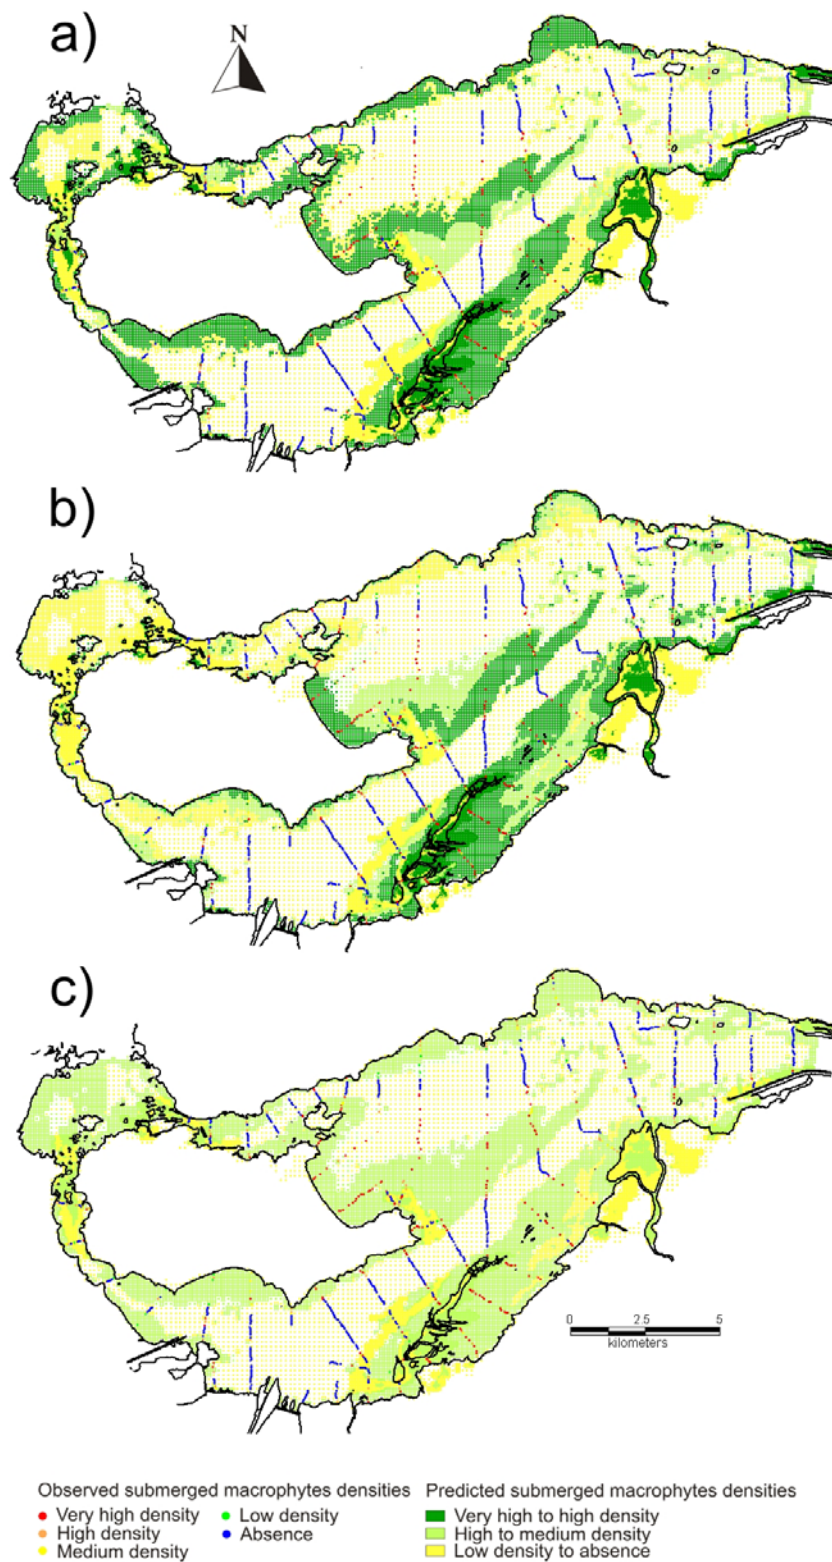 a)
N
b)
c)
0 2.5 5
kilometers
Observed submerged macrophytes densities
Very high density
High density
Medium density
Low density
Absence
Predicted submerged macrophytes densities
Very high to high density
High to medium density
Low density to absence